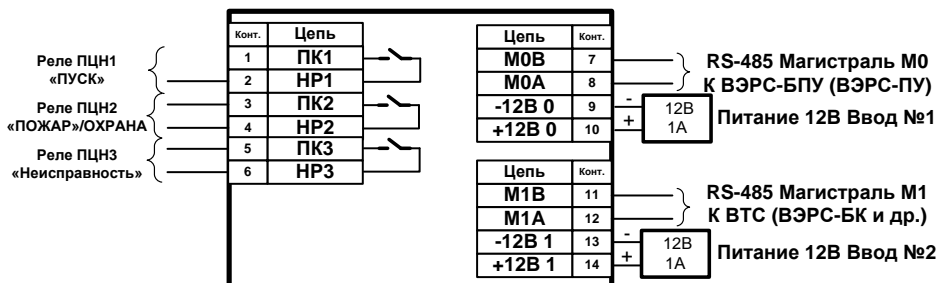 Конт. Цепь
1 ПК1
2 НР1
3 ПК2
4 НР2
5 ПК3
6 НР3
Реле ПЦН1
«ПУСК»
Реле ПЦН2
«ПОЖАР»/ОХРАНА
Реле ПЦН3
«Неисправность»
Цепь Конт.
М0В 7
М0А 8
-12В 0 9
+12В 0 10
RS-485 Магистраль М0
К ВЭРС-БПУ (ВЭРС-ПУ)
- 12В
+ 1А
Питание 12В Ввод №1
Цепь Конт.
М1В 11
М1А 12
-12В 1 13
+12В 1 14
RS-485 Магистраль М1
К ВТС (ВЭРС-БК и др.)
- 12В
+ 1А
Питание 12В Ввод №2